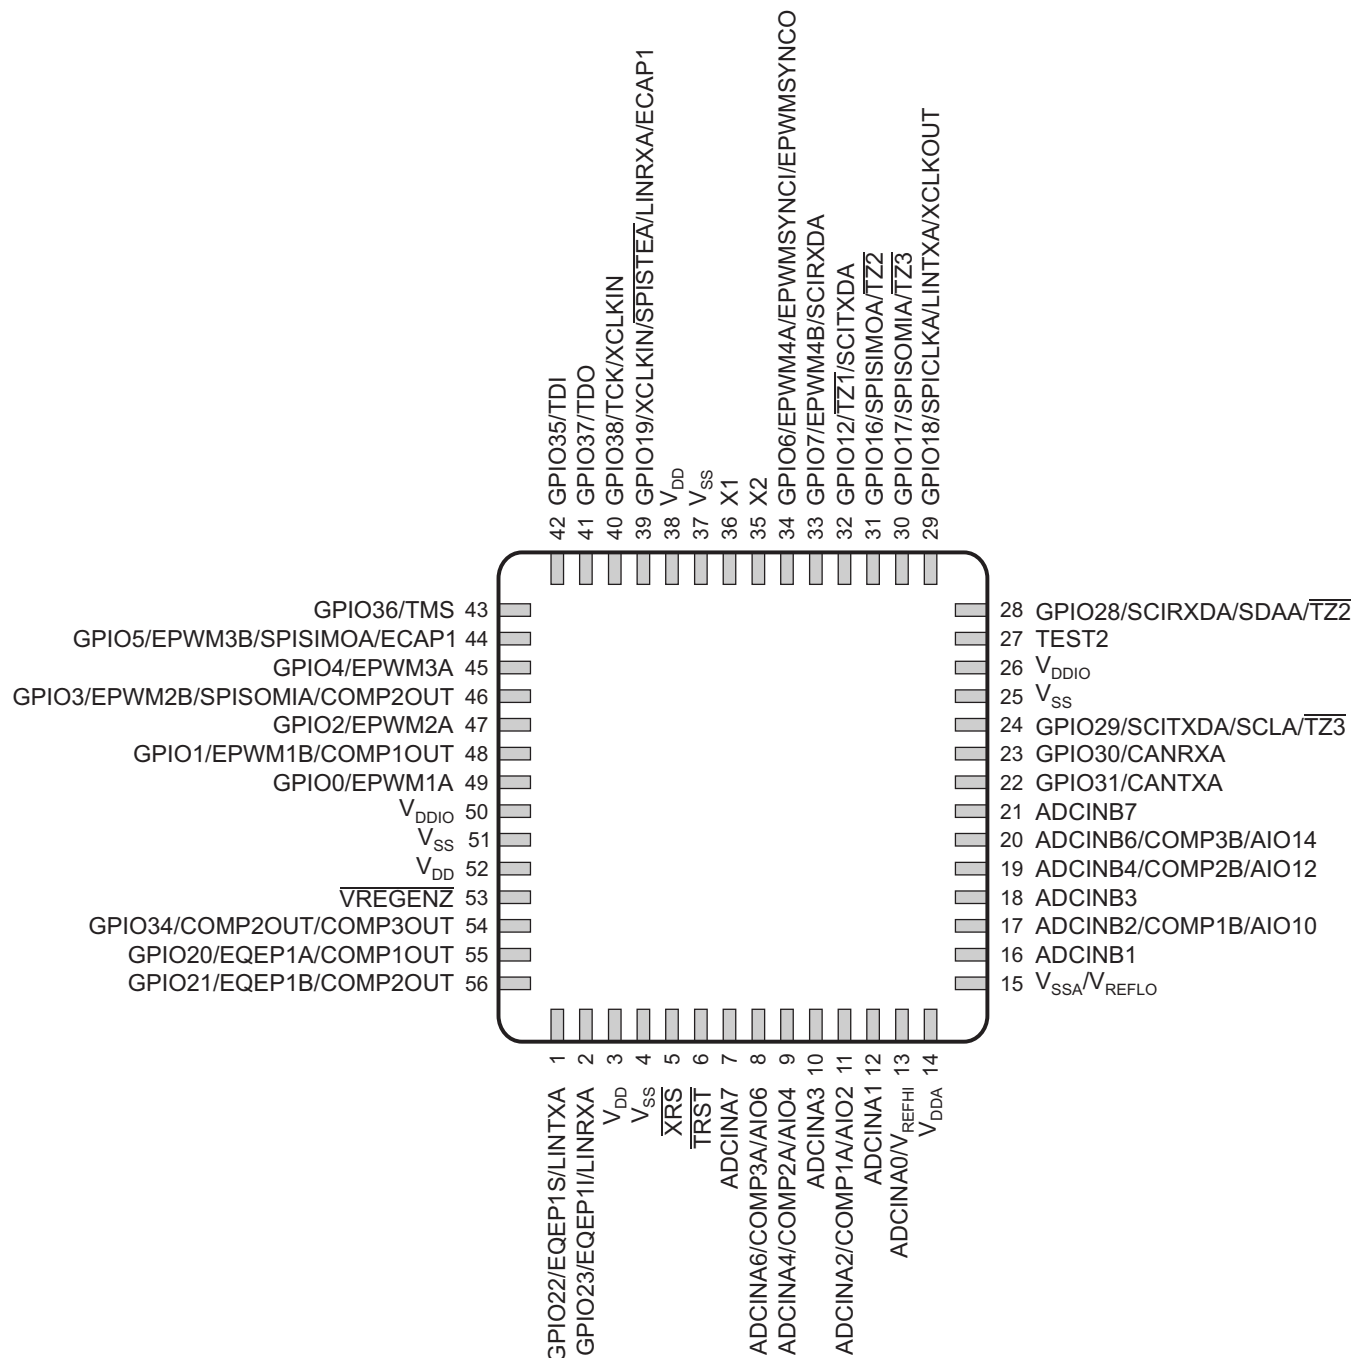 42 GPIO35/TDI
41 GPIO37/TDO
40 GPIO38/TCK/XCLKIN
39 GPIO19/XCLKIN/SPISTEA/LINRXA/ECAP1
38 VDD
37 VSS
36 X1
35 X2
34 GPIO6/EPWM4A/EPWMSYNCI/EPWMSYNCO
33 GPIO7/EPWM4B/SCIRXDA
32 GPIO12/TZ1/SCITXDA
31 GPIO16/SPISIMOA/TZ2
30 GPIO17/SPISOMIA/TZ3
29 GPIO18/SPICLKA/LINTXA/XCLKOUT
GPIO36/TMS 43
GPIO5/EPWM3B/SPISIMOA/ECAP1 44
GPIO4/EPWM3A 45
GPIO3/EPWM2B/SPISOMIA/COMP2OUT 46
GPIO2/EPWM2A 47
GPIO1/EPWM1B/COMP1OUT 48
GPIO0/EPWM1A 49
VDDIO 50
VSS 51
VDD 52
VREGENZ 53
GPIO34/COMP2OUT/COMP3OUT 54
GPIO20/EQEP1A/COMP1OUT 55
GPIO21/EQEP1B/COMP2OUT 56
28 GPIO28/SCIRXDA/SDAA/TZ2
27 TEST2
26 VDDIO
25 VSS
24 GPIO29/SCITXDA/SCLA/TZ3
23 GPIO30/CANRXA
22 GPIO31/CANTXA
21 ADCINB7
20 ADCINB6/COMP3B/AIO14
19 ADCINB4/COMP2B/AIO12
18 ADCINB3
17 ADCINB2/COMP1B/AIO10
16 ADCINB1
15 VSSA/VREFLO
GPIO22/EQEP1S/LINTXA 1
GPIO23/EQEP1I/LINRXA 2
VDD 3
VSS 4
XRS 5
TRST 6
ADCINA7 7
ADCINA6/COMP3A/AIO6 8
ADCINA4/COMP2A/AIO4 9
ADCINA3 10
ADCINA2/COMP1A/AIO2 11
ADCINA1 12
ADCINA0/VREFHI 13
VDDA 14